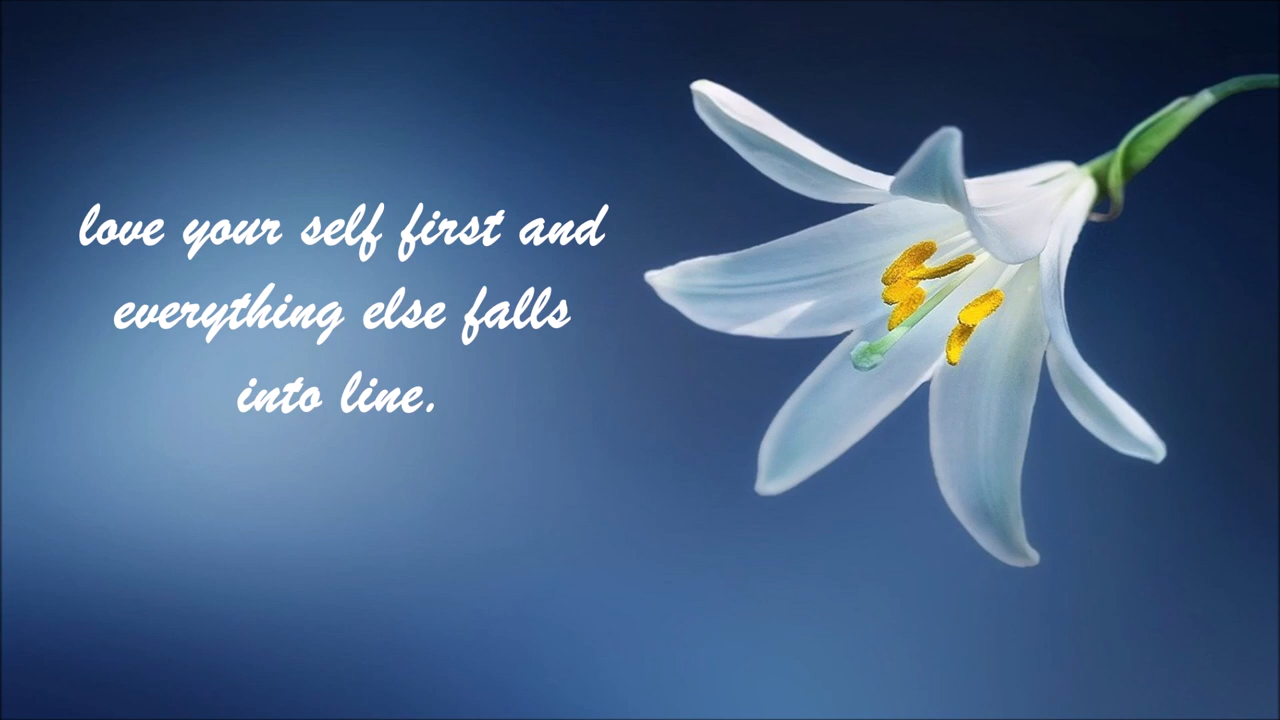 love your self first and
everything else falls
into line.